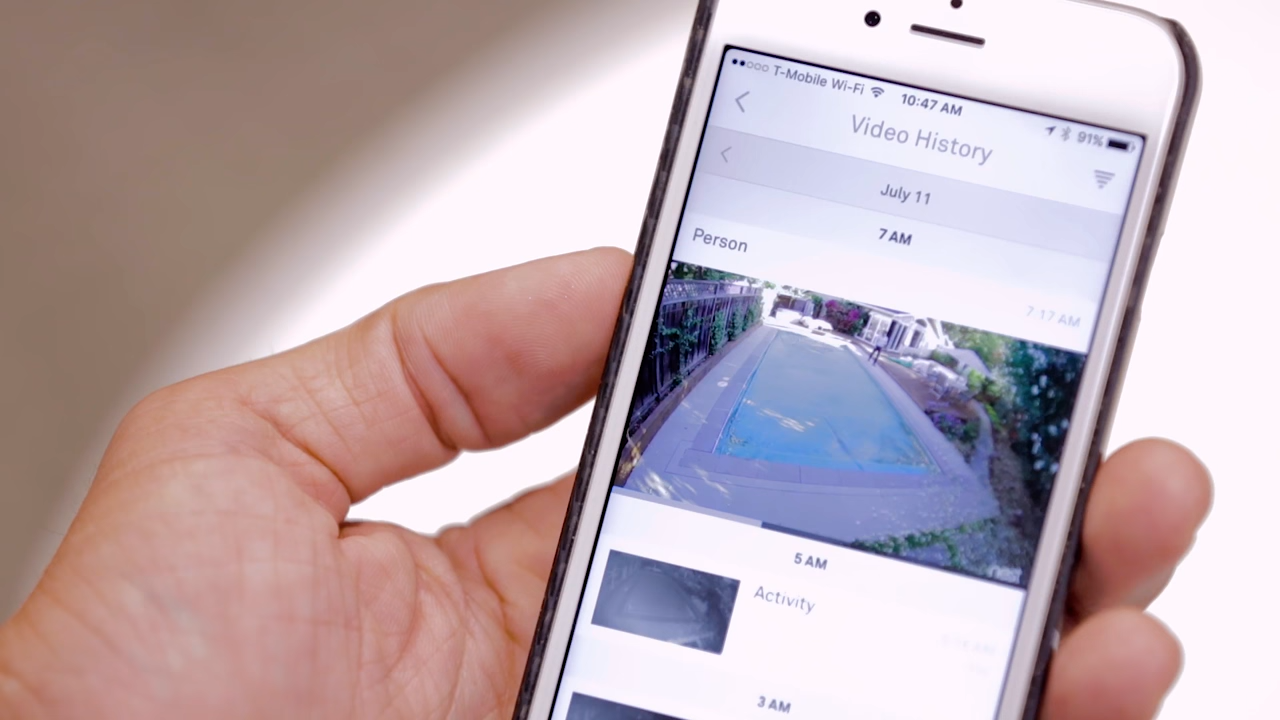 T-Mobile Wi-Fi 10:47 AM 91%
Video History
July 11
7 AM
Person
7:17 AM
5 AM
Activity
3 AM